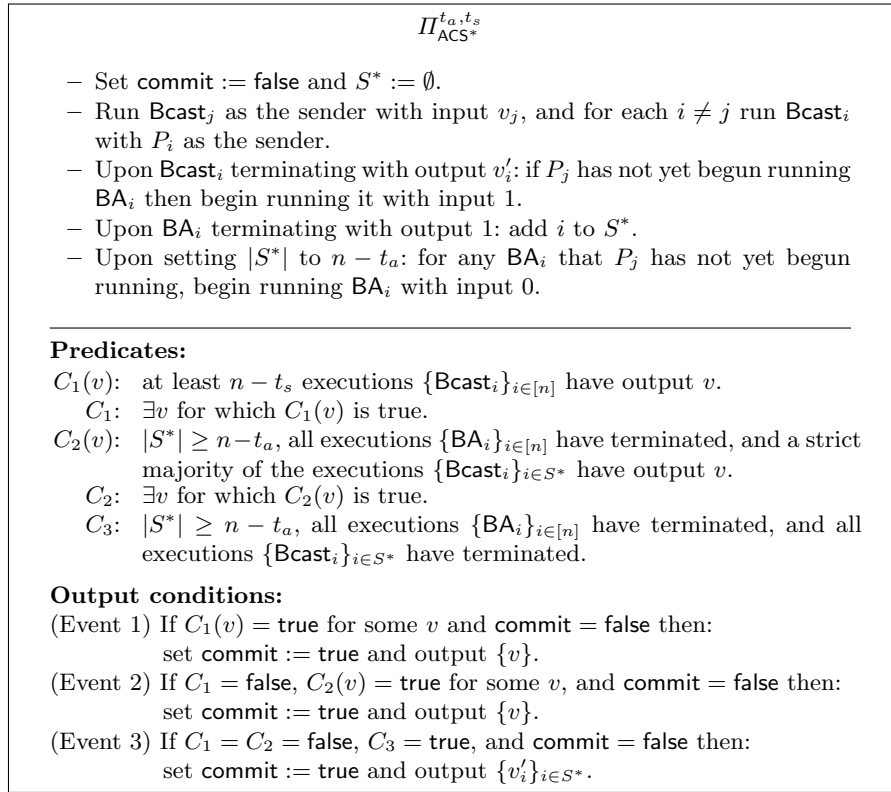 Π^{t_a,t_s}_{ACS*}
– Set commit := false and S* := ∅.
– Run Bcast_j as the sender with input v_j, and for each i ≠ j run Bcast_i
with P_i as the sender.
– Upon Bcast_i terminating with output v'_i: if P_j has not yet begun running
BA_i then begin running it with input 1.
– Upon BA_i terminating with output 1: add i to S*.
– Upon setting |S*| to n − t_a: for any BA_i that P_j has not yet begun
running, begin running BA_i with input 0.
Predicates:
C_1(v): at least n − t_s executions {Bcast_i}_{i∈[n]} have output v.
C_1: ∃v for which C_1(v) is true.
C_2(v): |S*| ≥ n−t_a, all executions {BA_i}_{i∈[n]} have terminated, and a strict
majority of the executions {Bcast_i}_{i∈S*} have output v.
C_2: ∃v for which C_2(v) is true.
C_3: |S*| ≥ n − t_a, all executions {BA_i}_{i∈[n]} have terminated, and all
executions {Bcast_i}_{i∈S*} have terminated.
Output conditions:
(Event 1) If C_1(v) = true for some v and commit = false then:
set commit := true and output {v}.
(Event 2) If C_1 = false, C_2(v) = true for some v, and commit = false then:
set commit := true and output {v}.
(Event 3) If C_1 = C_2 = false, C_3 = true, and commit = false then:
set commit := true and output {v'_i}_{i∈S*}.